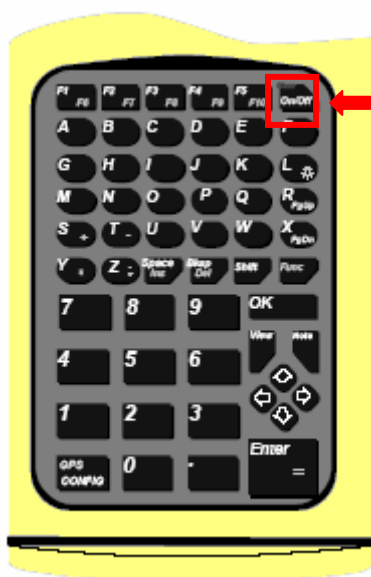 F1 F6 F2 F7 F3 F8 F4 F9 F5 F10 On/Off
A B C D E F
G H I J K L
M N O P Q R PgUp
S + T - U V W X PgDn
Y * Z ÷ Space Ins Bksp Del Shift Func
7 8 9 OK
View Note
4 5 6
1 2 3
Enter =
GPS CONFIG 0 .